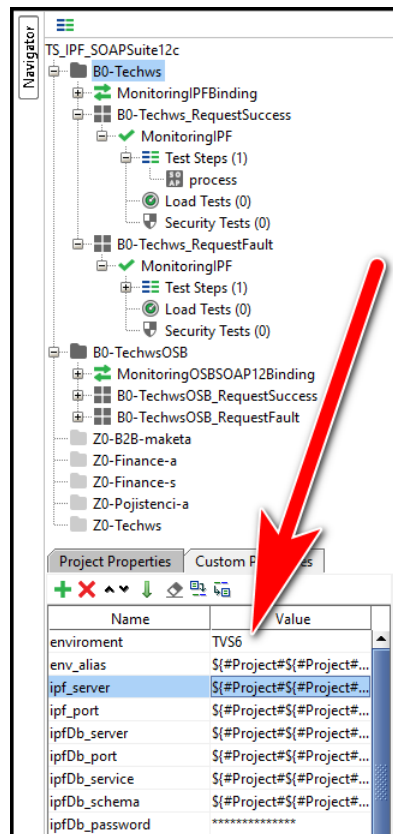 Navigator
TS_IPF_SOAPSuite12c
B0-Techws
MonitoringIPFBinding
B0-Techws_RequestSuccess
MonitoringIPF
Test Steps (1)
SO AP process
Load Tests (0)
Security Tests (0)
B0-Techws_RequestFault
MonitoringIPF
Test Steps (1)
Load Tests (0)
Security Tests (0)
B0-TechwsOSB
MonitoringOSBSOAP12Binding
B0-TechwsOSB_RequestSuccess
B0-TechwsOSB_RequestFault
Z0-B2B-maketa
Z0-Finance-a
Z0-Finance-s
Z0-Pojistenci-a
Z0-Techws
Project Properties Custom P es
Name Value
enviroment TVS6
env_alias ${#Project#${#Project#...
ipf_server ${#Project#${#Project#...
ipf_port ${#Project#${#Project#...
ipfDb_server ${#Project#${#Project#...
ipfDb_port ${#Project#${#Project#...
ipfDb_service ${#Project#${#Project#...
ipfDb_schema ${#Project#${#Project#...
ipfDb_password **************